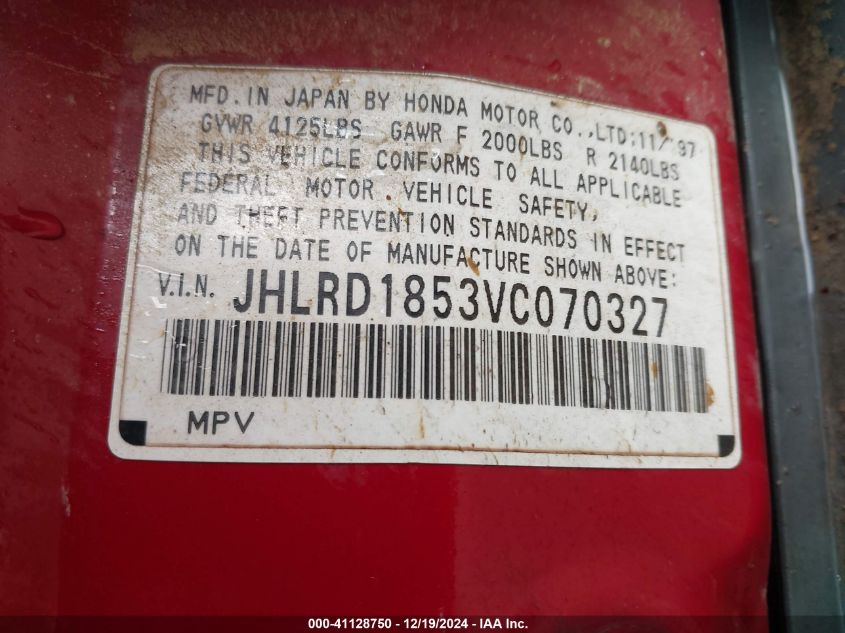 MFD. IN JAPAN BY HONDA MOTOR CO., LTD; 11/'97
GVWR 4125LBS GAWR F 2000LBS R 2140LBS
THIS VEHICLE CONFORMS TO ALL APPLICABLE
FEDERAL MOTOR VEHICLE SAFETY,
AND THEFT PREVENTION STANDARDS IN EFFECT
ON THE DATE OF MANUFACTURE SHOWN ABOVE:
V.I.N. JHLRD1853VC070327
MPV
000-41128750 - 12/19/2024 - IAA Inc.